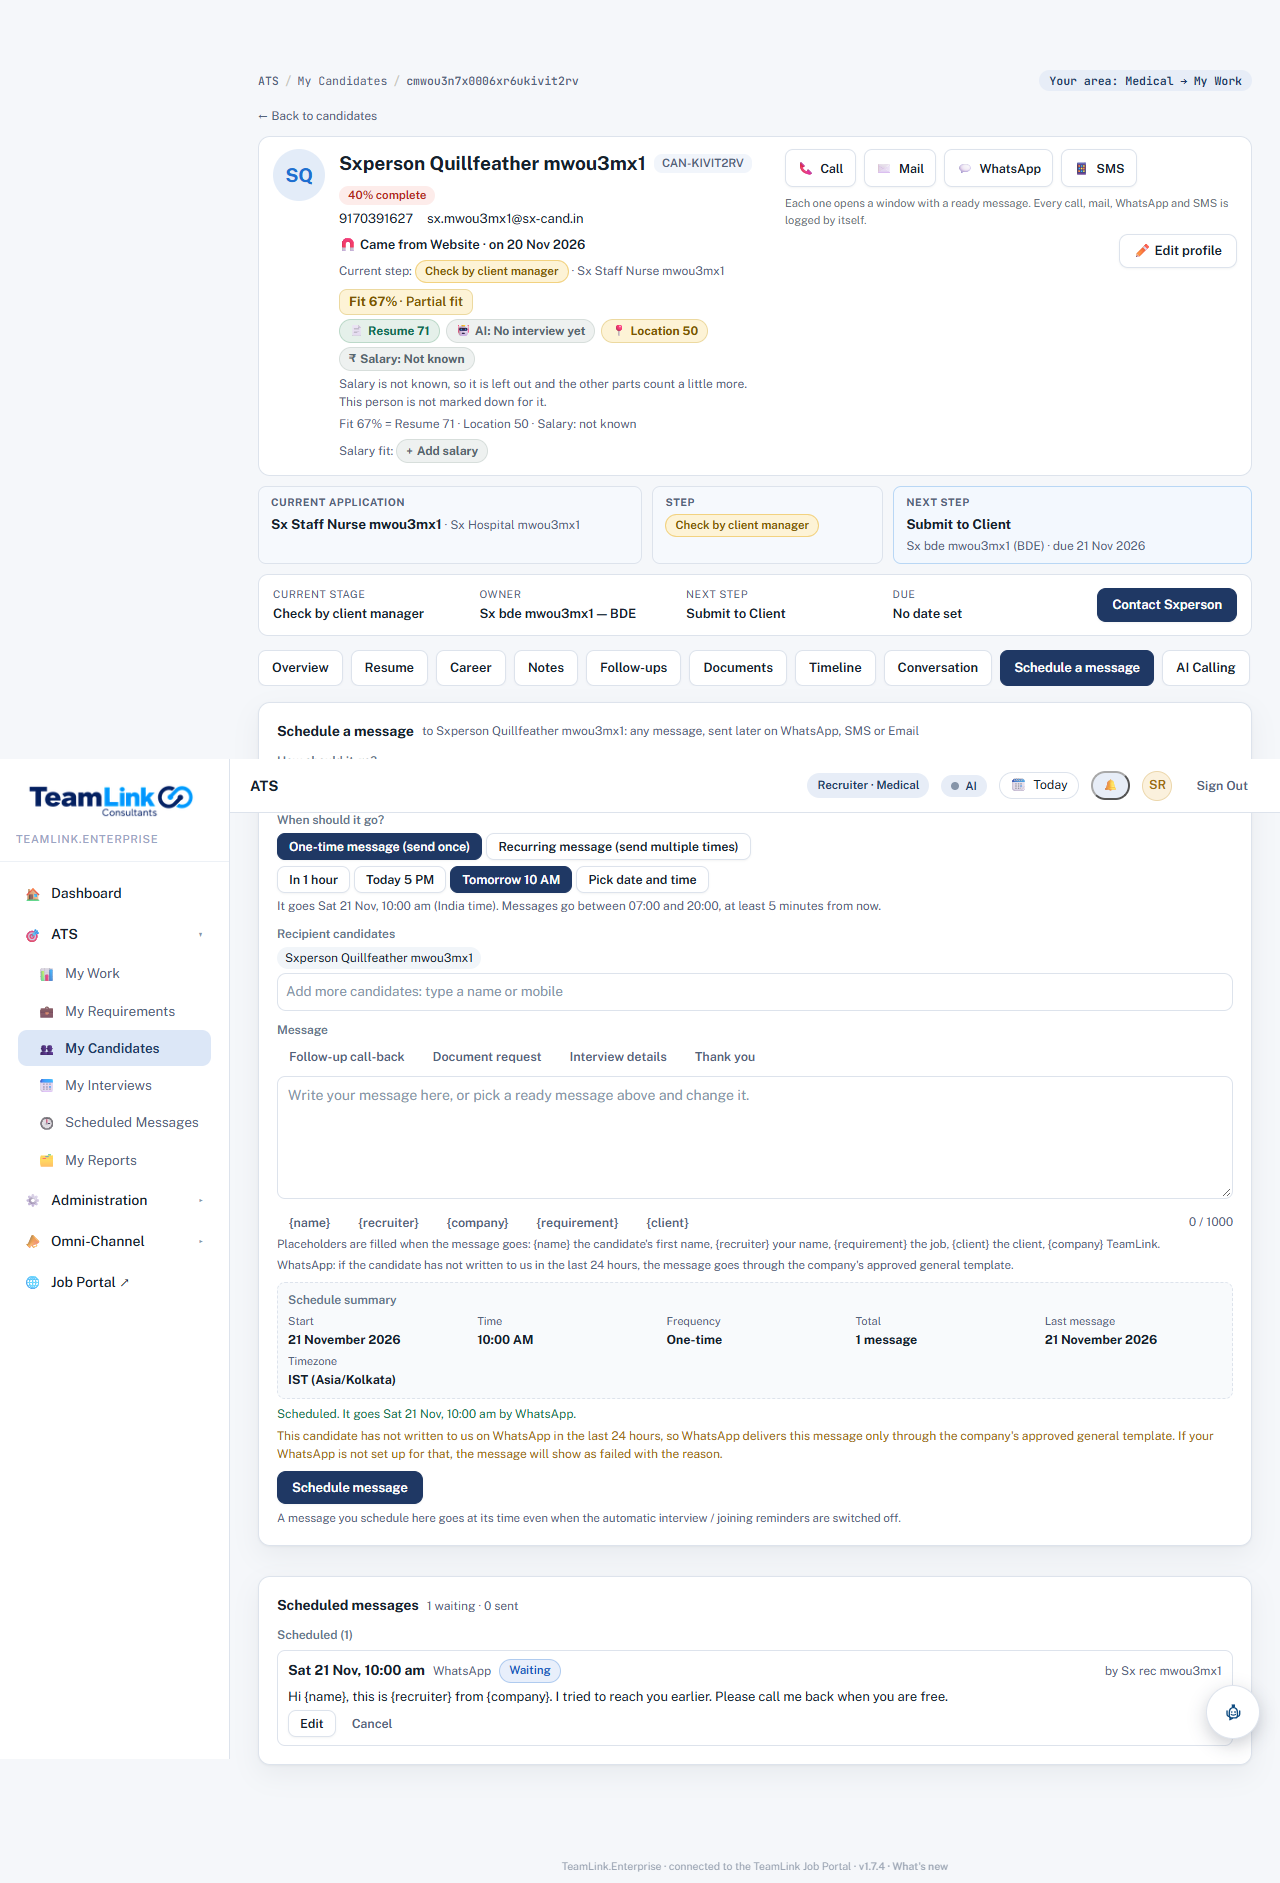 ATS / My Candidates / cmwou3n7x0006xr6ukivit2rv
Your area: Medical → My Work
← Back to candidates
SQ
Sxperson Quillfeather mwou3mx1 CAN-KIVIT2RV
40% complete
9170391627 sx.mwou3mx1@sx-cand.in
Came from Website · on 20 Nov 2026
Current step: Check by client manager · Sx Staff Nurse mwou3mx1
Fit 67% · Partial fit
Resume 71 AI: No interview yet Location 50
₹ Salary: Not known
Salary is not known, so it is left out and the other parts count a little more.
This person is not marked down for it.
Fit 67% = Resume 71 · Location 50 · Salary: not known
Salary fit: + Add salary
Call Mail WhatsApp SMS
Each one opens a window with a ready message. Every call, mail, WhatsApp and SMS is
logged by itself.
Edit profile
CURRENT APPLICATION
Sx Staff Nurse mwou3mx1 · Sx Hospital mwou3mx1
STEP
Check by client manager
NEXT STEP
Submit to Client
Sx bde mwou3mx1 (BDE) · due 21 Nov 2026
CURRENT STAGE
Check by client manager
OWNER
Sx bde mwou3mx1 — BDE
NEXT STEP
Submit to Client
DUE
No date set
Contact Sxperson
Overview Resume Career Notes Follow-ups Documents Timeline Conversation Schedule a message AI Calling
Schedule a message to Sxperson Quillfeather mwou3mx1: any message, sent later on WhatsApp, SMS or Email
TeamLink
Consultants
TEAMLINK.ENTERPRISE
ATS
Recruiter · Medical
AI
Today
SR
Sign Out
Dashboard
ATS
My Work
My Requirements
My Candidates
My Interviews
Scheduled Messages
My Reports
Administration
Omni-Channel
Job Portal ↗
When should it go?
One-time message (send once) Recurring message (send multiple times)
In 1 hour Today 5 PM Tomorrow 10 AM Pick date and time
It goes Sat 21 Nov, 10:00 am (India time). Messages go between 07:00 and 20:00, at least 5 minutes from now.
Recipient candidates
Sxperson Quillfeather mwou3mx1
Add more candidates: type a name or mobile
Message
Follow-up call-back Document request Interview details Thank you
Write your message here, or pick a ready message above and change it.
{name} {recruiter} {company} {requirement} {client}
0 / 1000
Placeholders are filled when the message goes: {name} the candidate's first name, {recruiter} your name, {requirement} the job, {client} the client, {company} TeamLink.
WhatsApp: if the candidate has not written to us in the last 24 hours, the message goes through the company's approved general template.
Schedule summary
Start
21 November 2026
Time
10:00 AM
Frequency
One-time
Total
1 message
Last message
21 November 2026
Timezone
IST (Asia/Kolkata)
Scheduled. It goes Sat 21 Nov, 10:00 am by WhatsApp.
This candidate has not written to us on WhatsApp in the last 24 hours, so WhatsApp delivers this message only through the company's approved general template. If your
WhatsApp is not set up for that, the message will show as failed with the reason.
Schedule message
A message you schedule here goes at its time even when the automatic interview / joining reminders are switched off.
Scheduled messages 1 waiting · 0 sent
Scheduled (1)
Sat 21 Nov, 10:00 am WhatsApp Waiting
by Sx rec mwou3mx1
Hi {name}, this is {recruiter} from {company}. I tried to reach you earlier. Please call me back when you are free.
Edit Cancel
TeamLink.Enterprise · connected to the TeamLink Job Portal · v1.7.4 · What's new